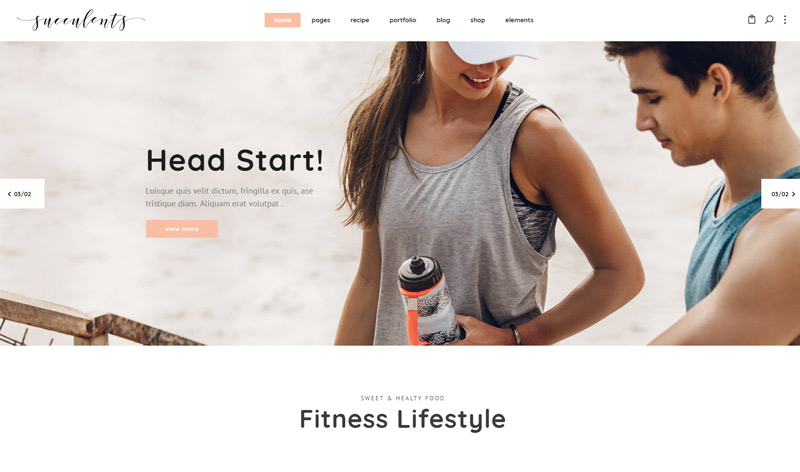 succulents
home pages recipe portfolio blog shop elements
Head Start!
Luisque quis velit dictum, fringilla ex quis, ase
tristique diam. Aliquam erat volutpat .
view more
03/02
03/02
SWEET & HEALTY FOOD
Fitness Lifestyle